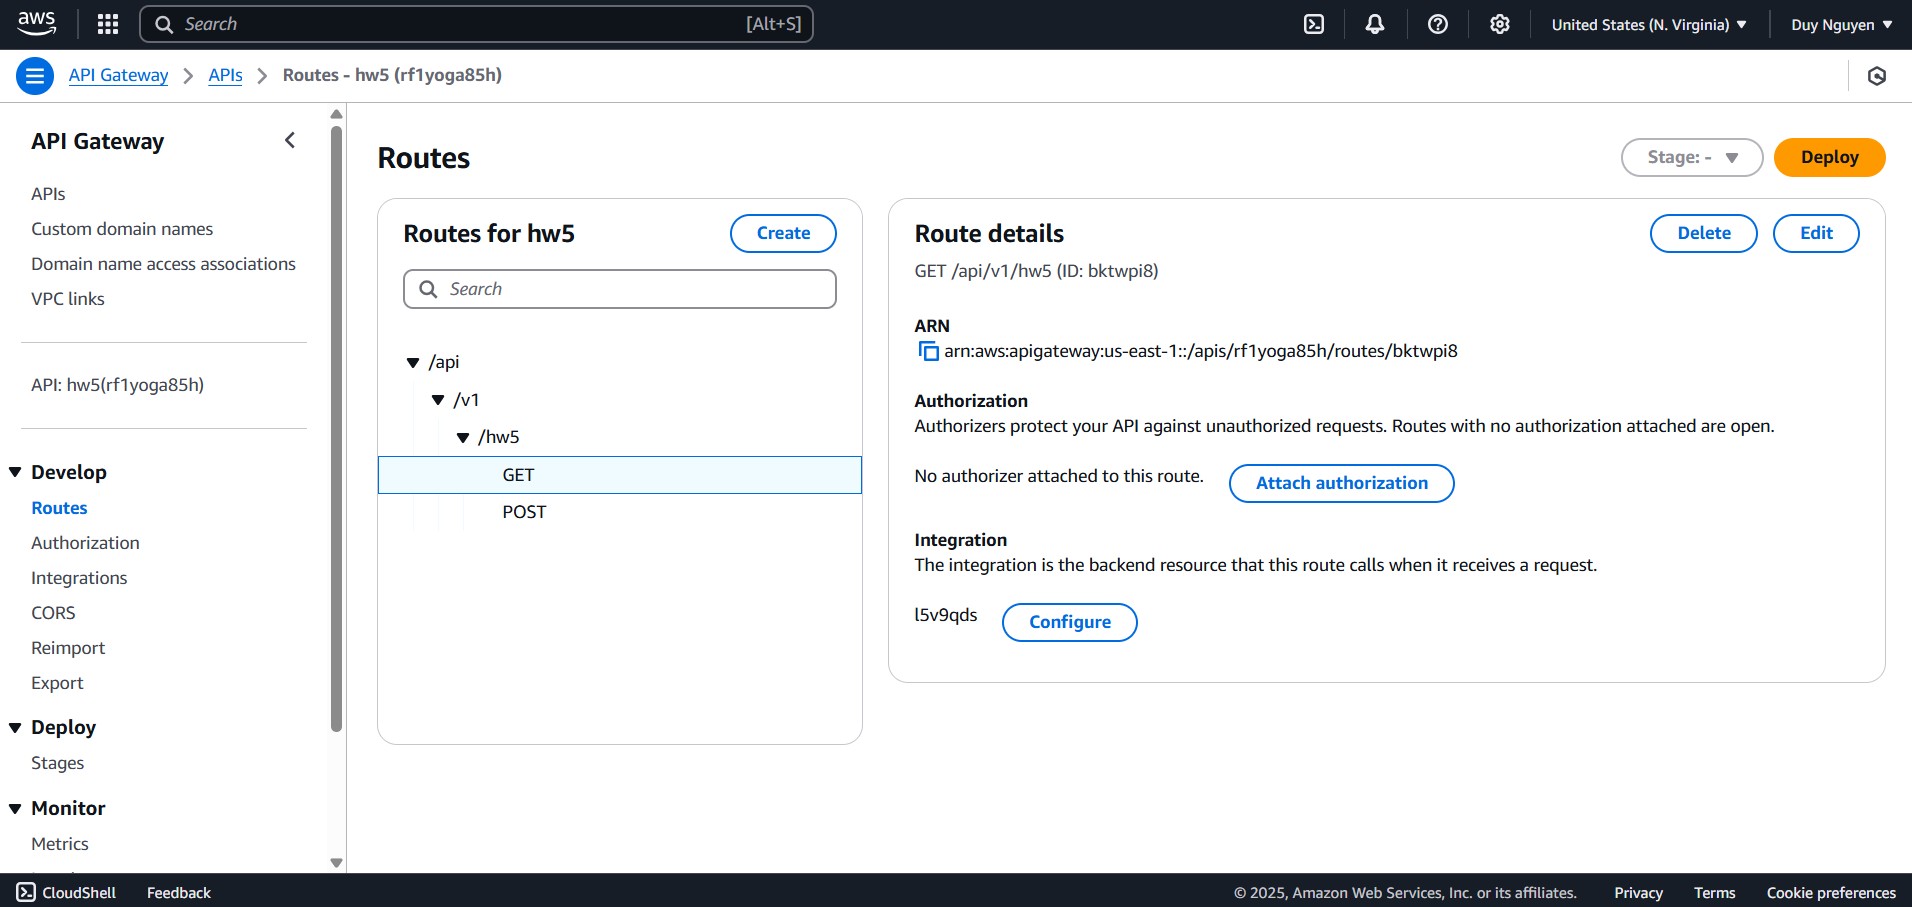 aws
Search
[Alt+S]
United States (N. Virginia)
Duy Nguyen
API Gateway
APIs
Routes - hw5 (rf1yoga85h)
API Gateway
APIs
Custom domain names
Domain name access associations
VPC links
API: hw5(rf1yoga85h)
Develop
Routes
Authorization
Integrations
CORS
Reimport
Export
Deploy
Stages
Monitor
Metrics
Routes
Stage: -
Deploy
Routes for hw5
Create
Search
/api
/v1
/hw5
GET
POST
Route details
Delete
Edit
GET /api/v1/hw5 (ID: bktwpi8)
ARN
arn:aws:apigateway:us-east-1::/apis/rf1yoga85h/routes/bktwpi8
Authorization
Authorizers protect your API against unauthorized requests. Routes with no authorization attached are open.
No authorizer attached to this route.
Attach authorization
Integration
The integration is the backend resource that this route calls when it receives a request.
l5v9qds
Configure
CloudShell
Feedback
© 2025, Amazon Web Services, Inc. or its affiliates.
Privacy
Terms
Cookie preferences